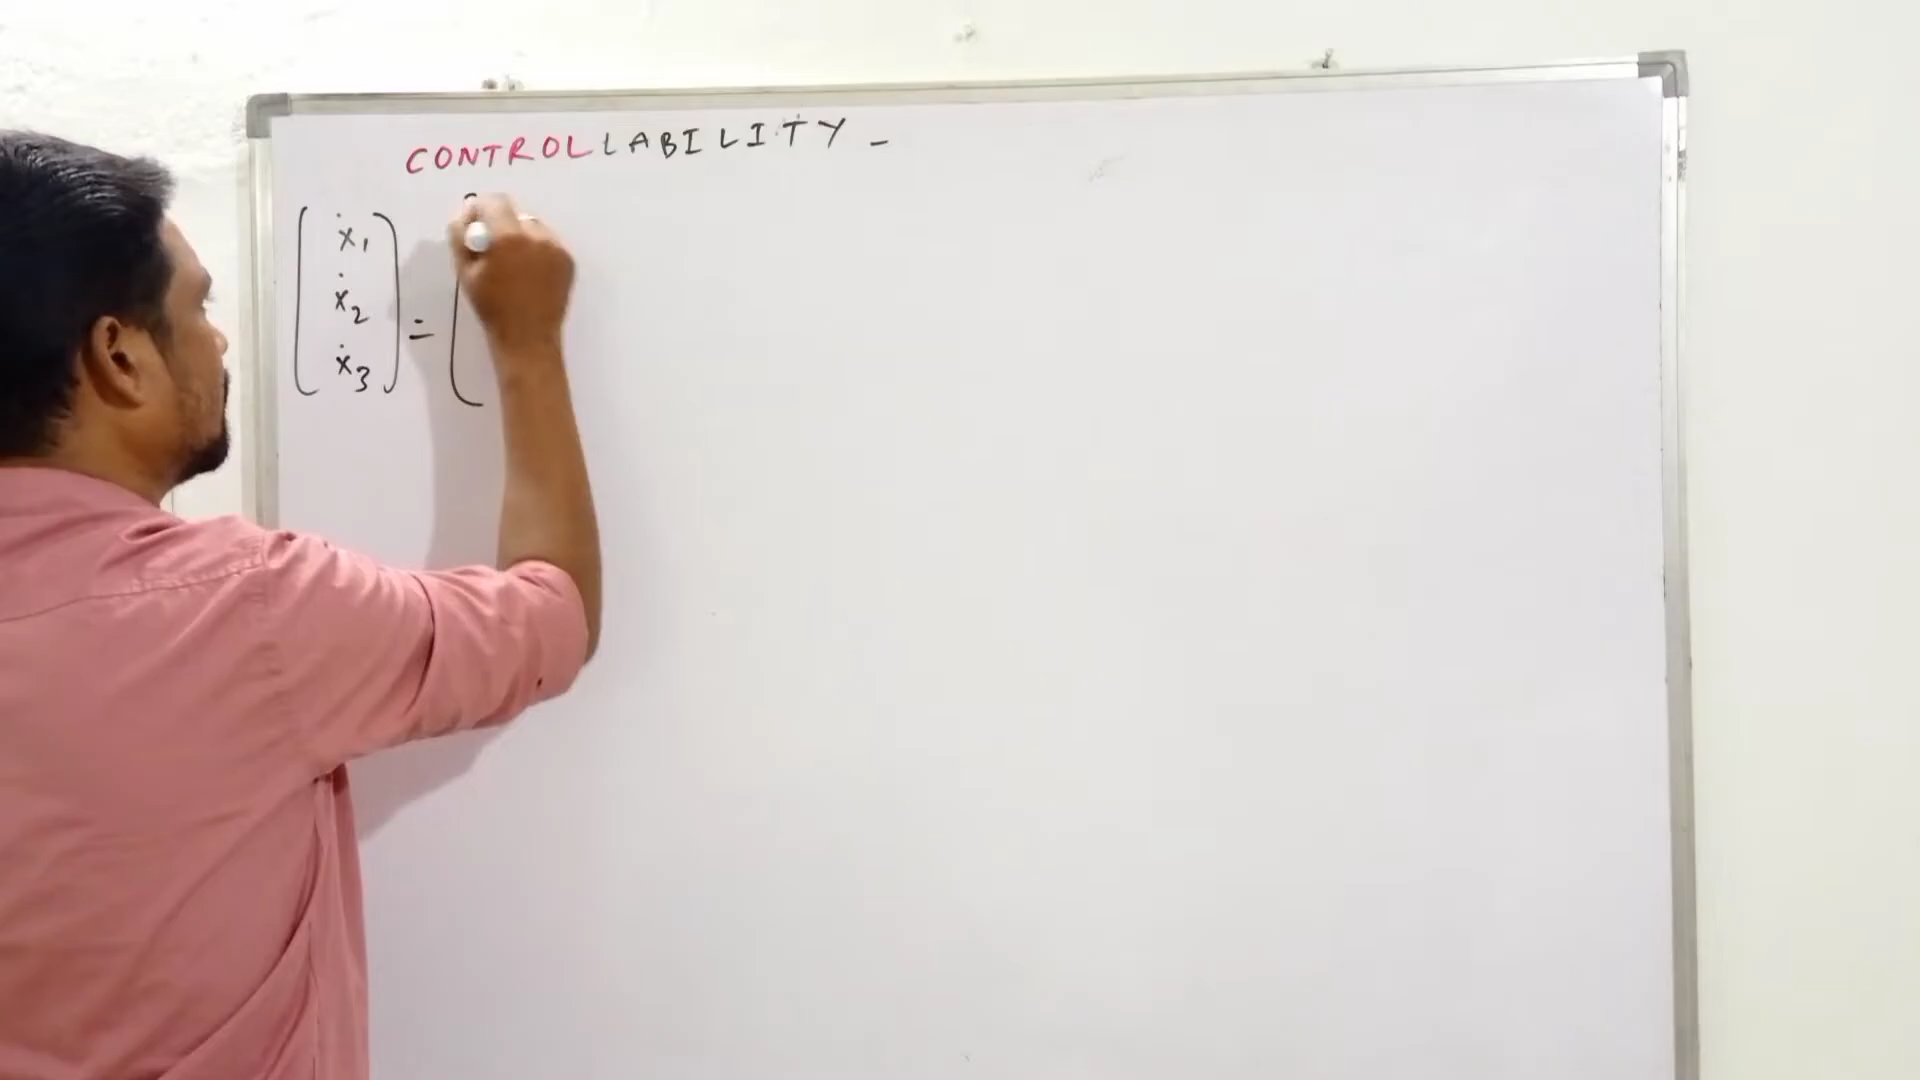 CONTROLLABILITY -
ẋ1
ẋ2 = 
ẋ3